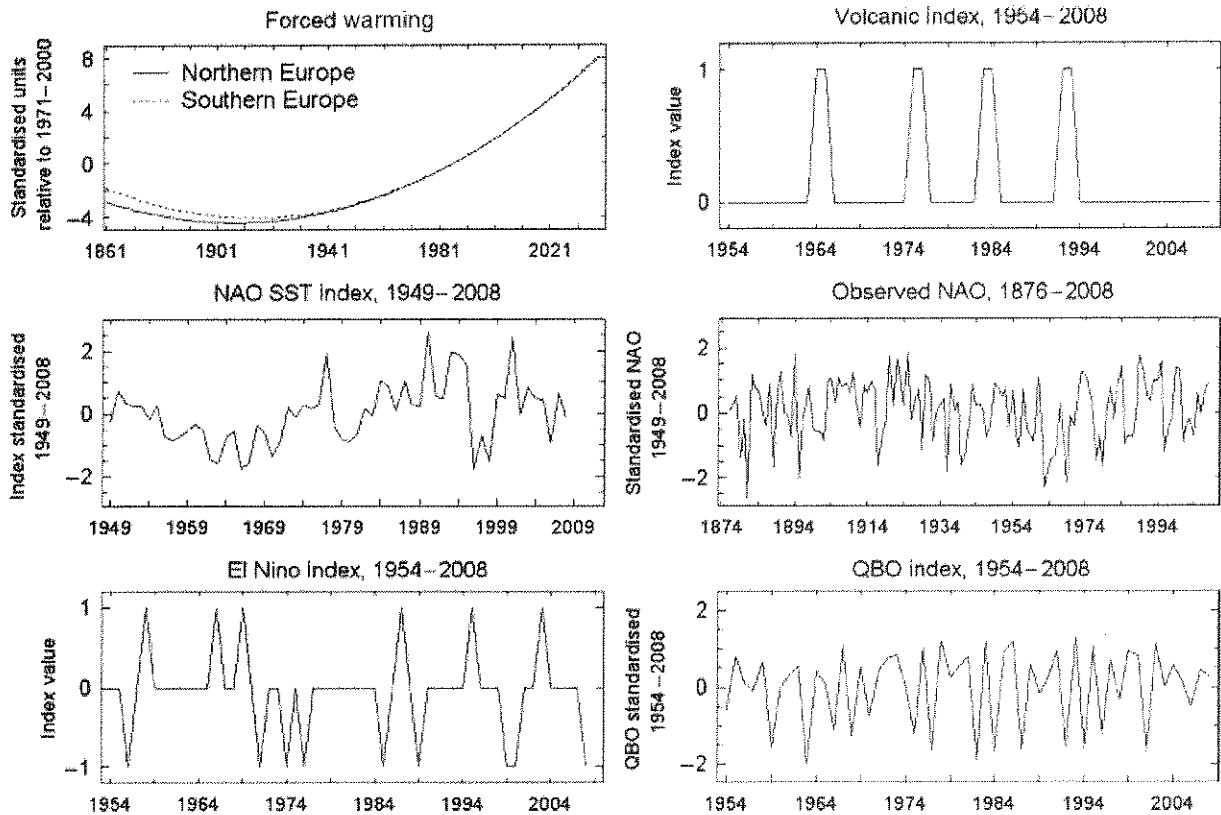 Forced warming
Standardised units
relative to 1971–2000
8
4
0
−4
Northern Europe
Southern Europe
1861 1901 1941 1981 2021
Volcanic Index, 1954–2008
Index value
1
0
1954 1964 1974 1984 1994 2004
NAO SST Index, 1949–2008
Index standardised
1949–2008
2
0
−2
1949 1959 1969 1979 1989 1999 2009
Observed NAO, 1876–2008
Standardised NAO
1949–2008
2
0
−2
1874 1894 1914 1934 1954 1974 1994
El Nino Index, 1954–2008
Index value
1
0
−1
1954 1964 1974 1984 1994 2004
QBO index, 1954–2008
QBO standardised
1954–2008
2
0
−2
1954 1964 1974 1984 1994 2004